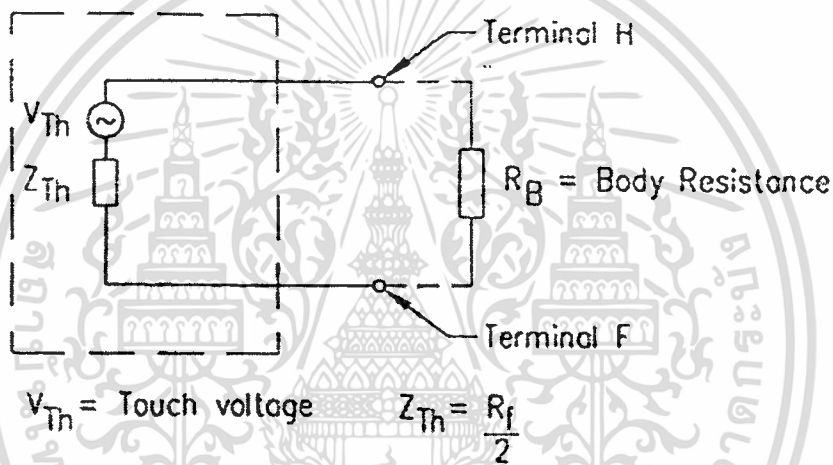 Terminal H
V_Th
Z_Th
R_B = Body Resistance
Terminal F
V_Th = Touch voltage Z_Th = R_f/2